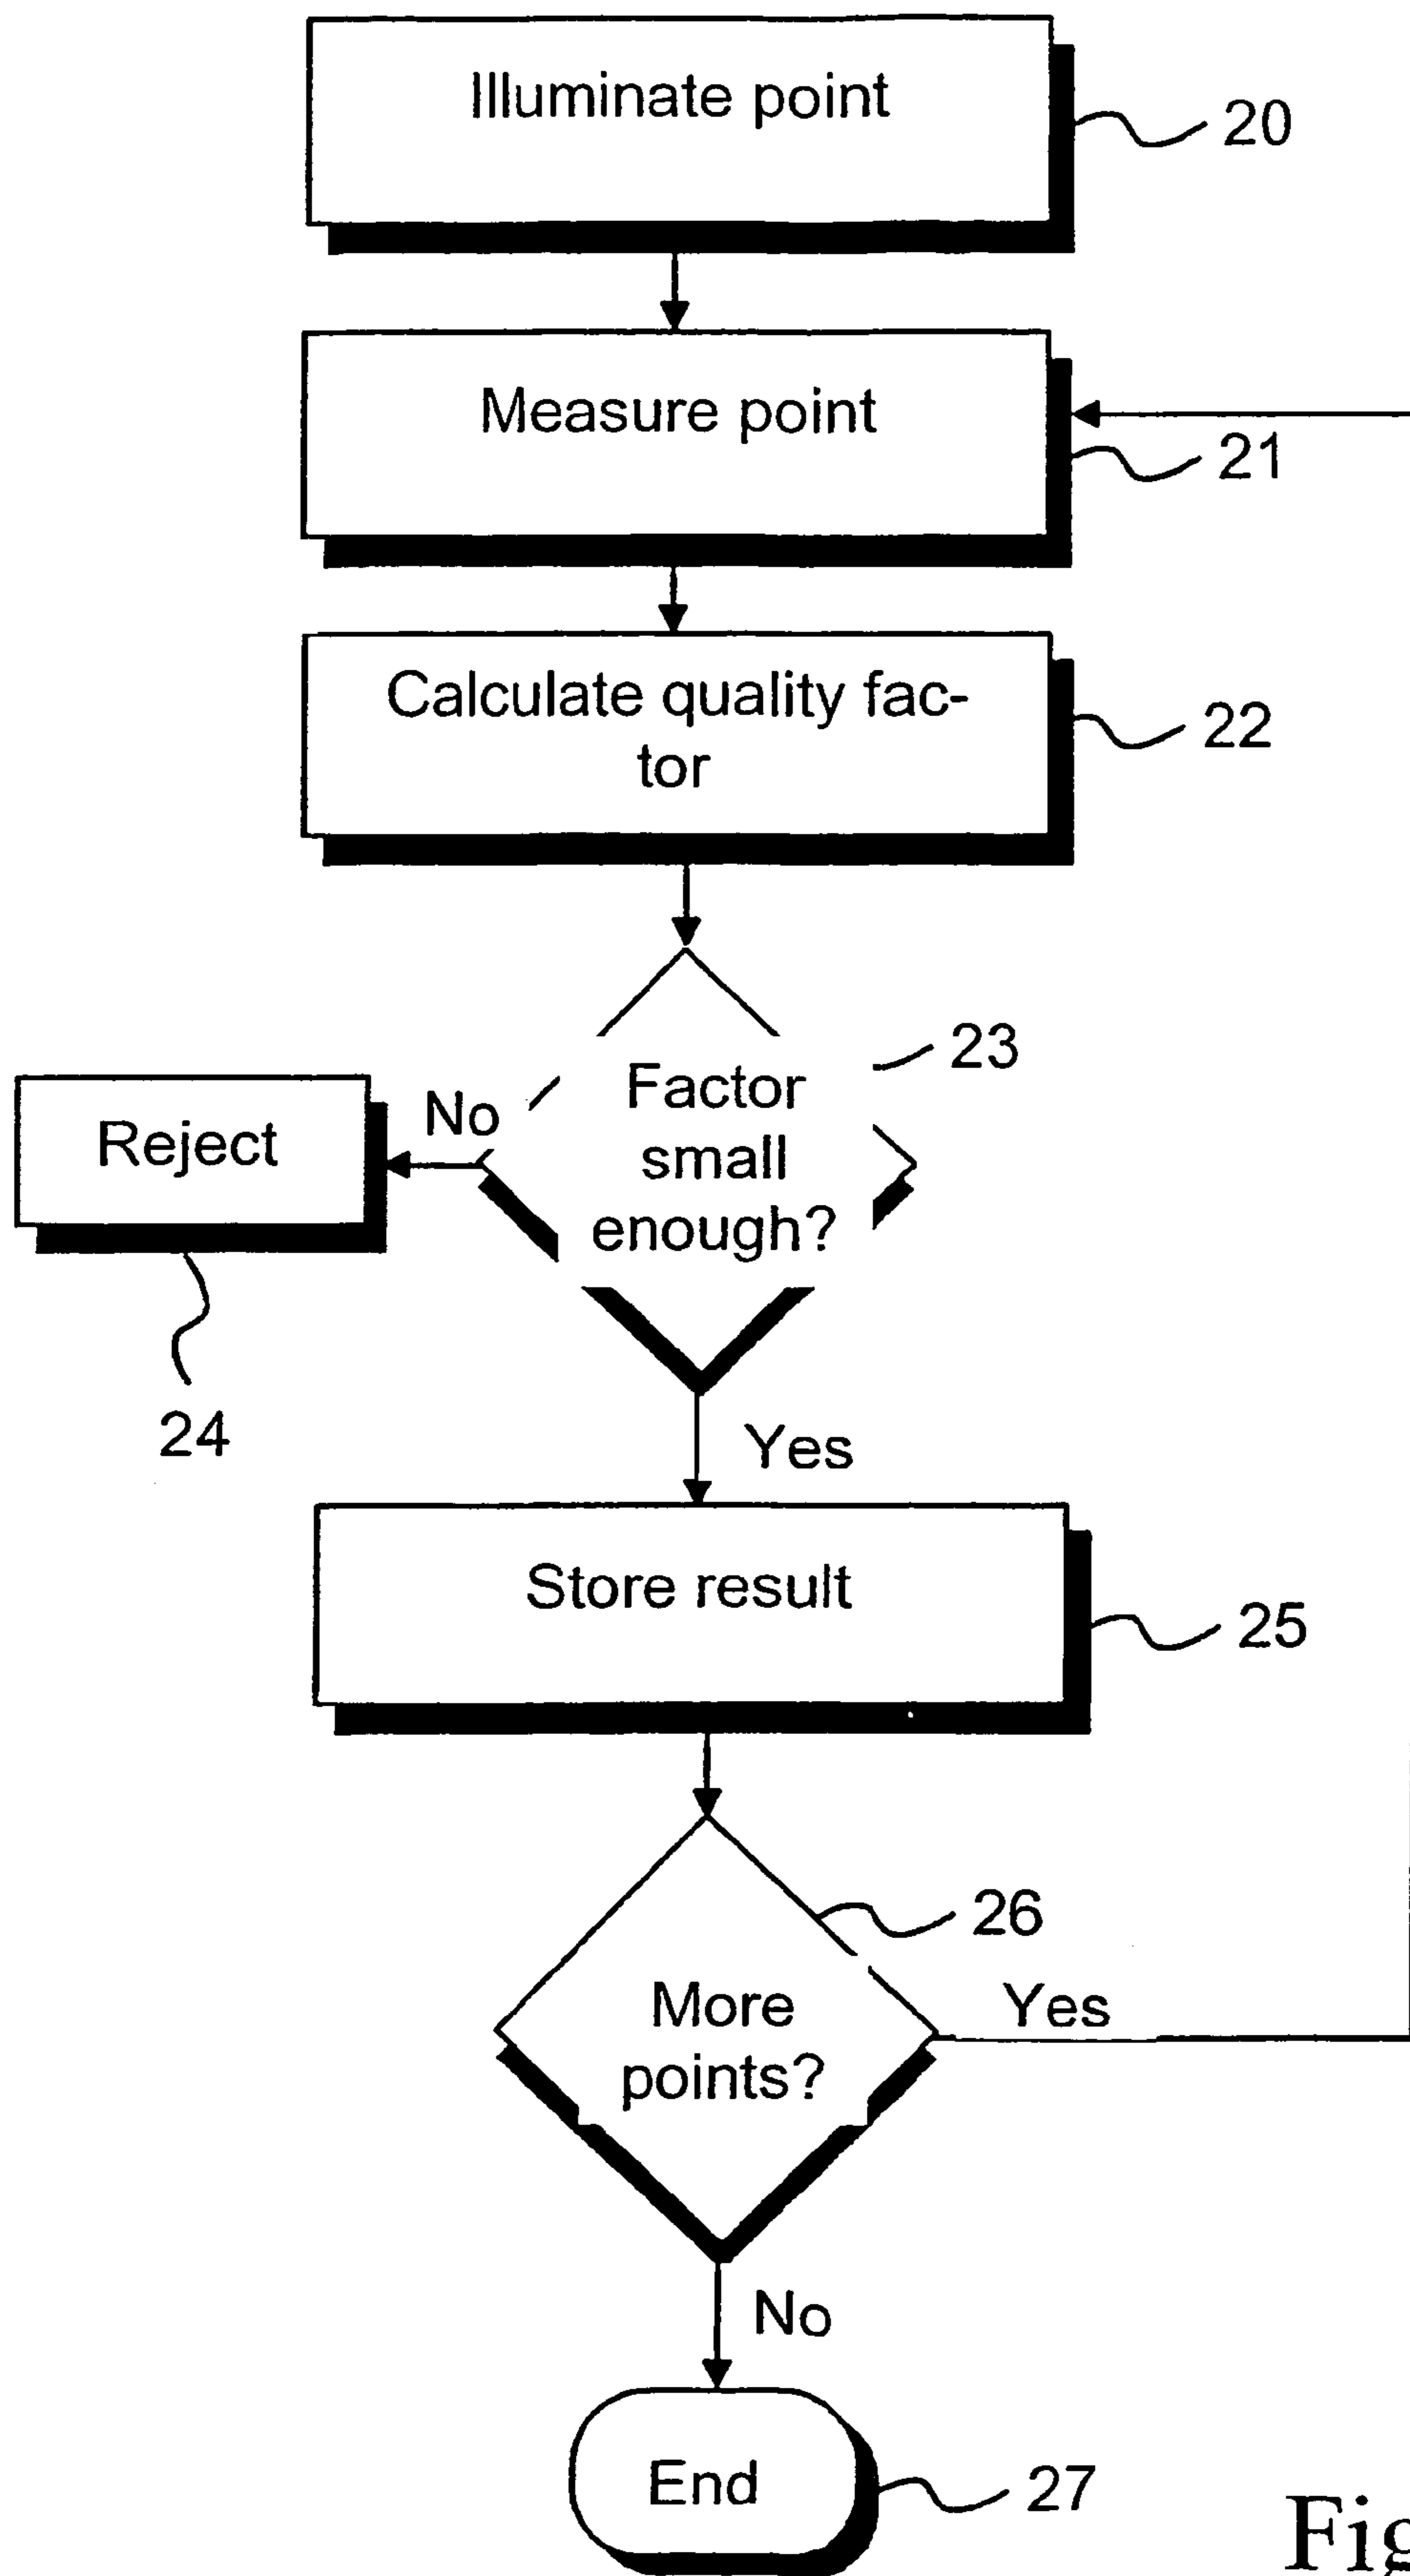 Illuminate point
20
Measure point
21
Calculate quality fac-
tor
22
23
Factor
small
enough?
No
Reject
24
Yes
Store result
25
26
More
points?
Yes
No
End
27
Fig